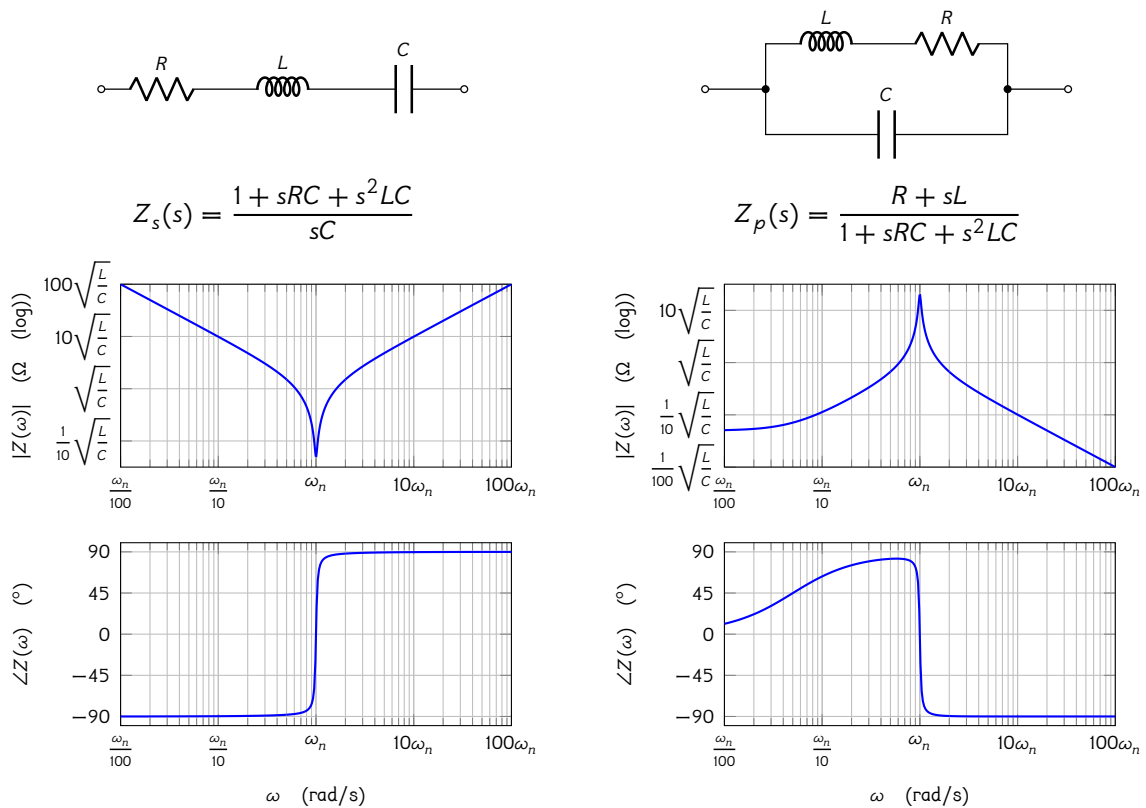 R L C
L R
C
Z_s(s) = (1 + sRC + s²LC) / sC
Z_p(s) = (R + sL) / (1 + sRC + s²LC)
|Z(ω)| (Ω (log))
100√(L/C)
10√(L/C)
√(L/C)
1/10 √(L/C)
ω_n/100 ω_n/10 ω_n 10ω_n 100ω_n
|Z(ω)| (Ω (log))
10√(L/C)
√(L/C)
1/10 √(L/C)
1/100 √(L/C)
ω_n/100 ω_n/10 ω_n 10ω_n 100ω_n
∠Z(ω) (°)
90
45
0
−45
−90
ω_n/100 ω_n/10 ω_n 10ω_n 100ω_n
ω (rad/s)
∠Z(ω) (°)
90
45
0
−45
−90
ω_n/100 ω_n/10 ω_n 10ω_n 100ω_n
ω (rad/s)